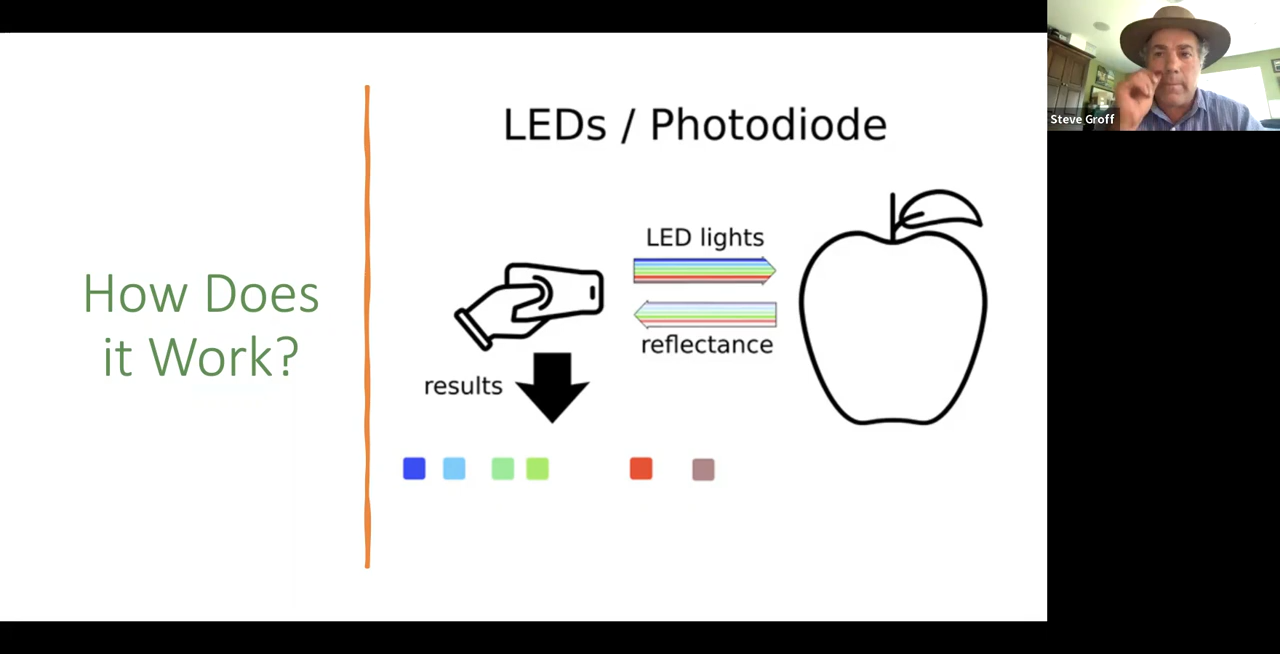 How Does
it Work?
LEDs / Photodiode
LED lights
reflectance
results
Steve Groff